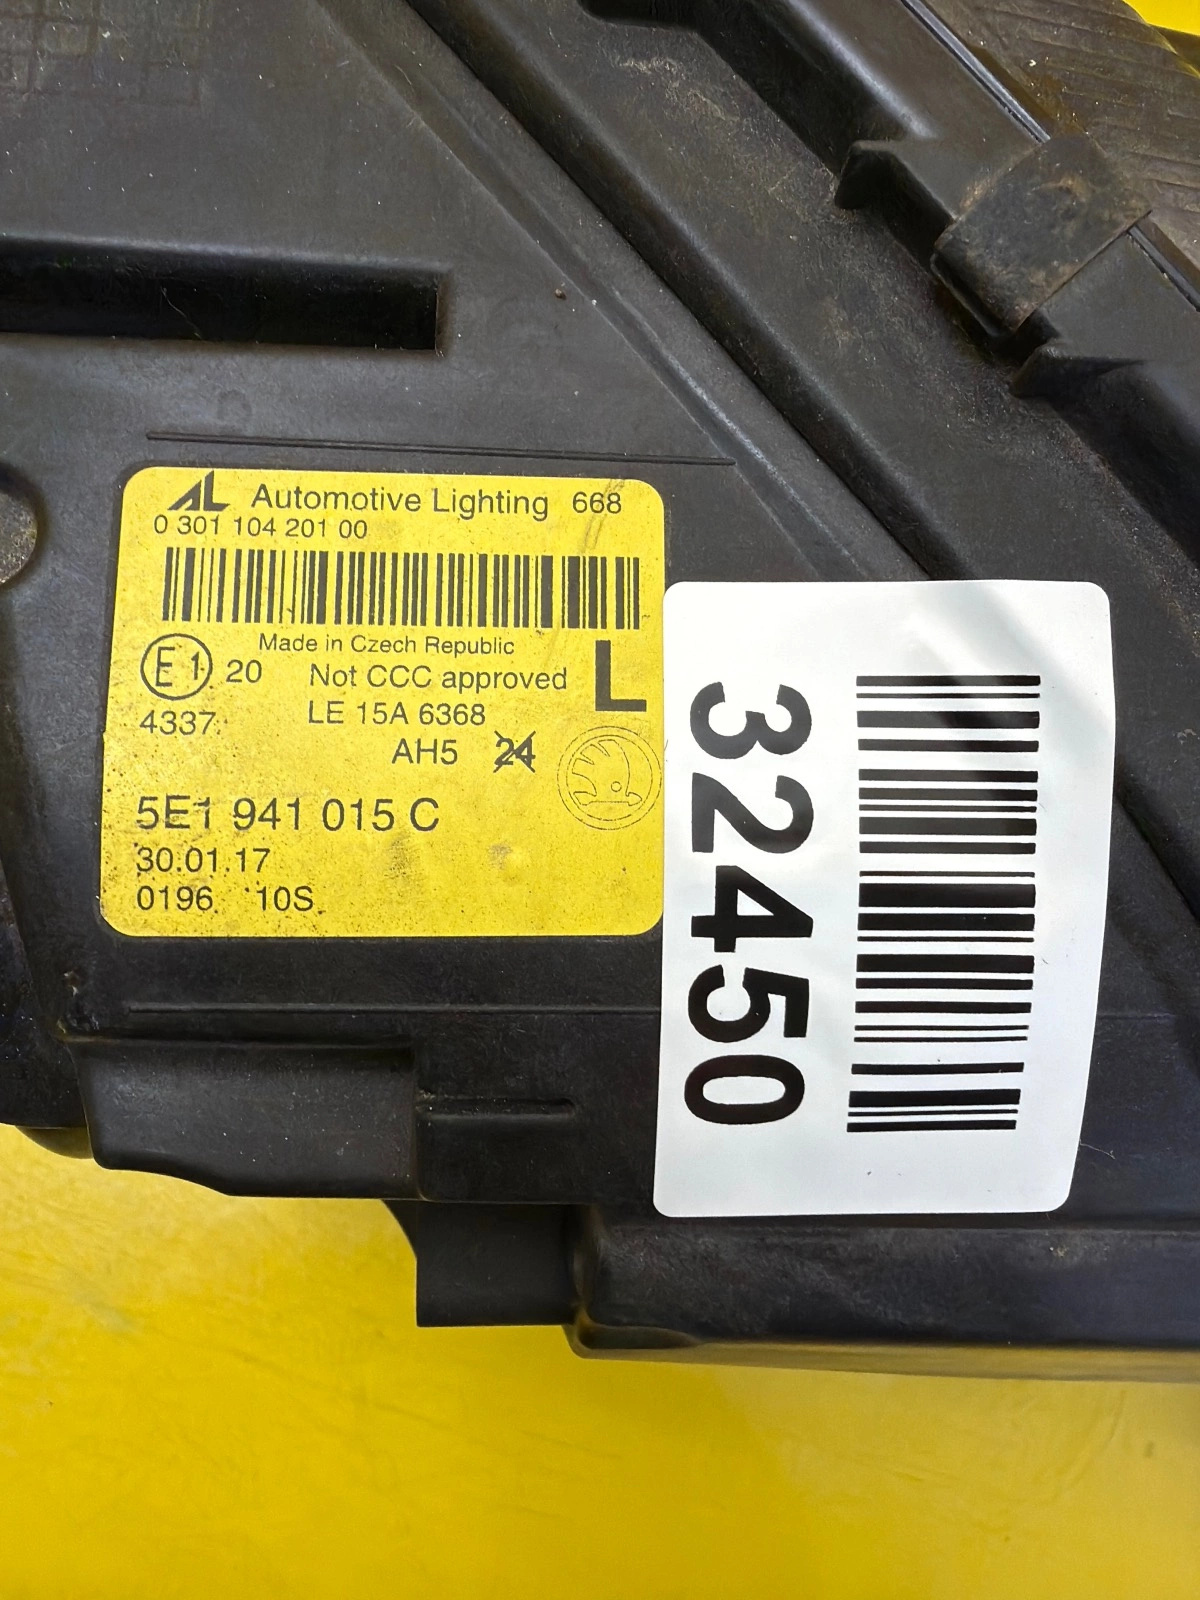 AL Automotive Lighting 668
0 301 104 201 00
Made in Czech Republic
E1 20 Not CCC approved L
4337 LE 15A 6368
AH5 24
5E1 941 015 C
30.01.17
0196 10S
32450